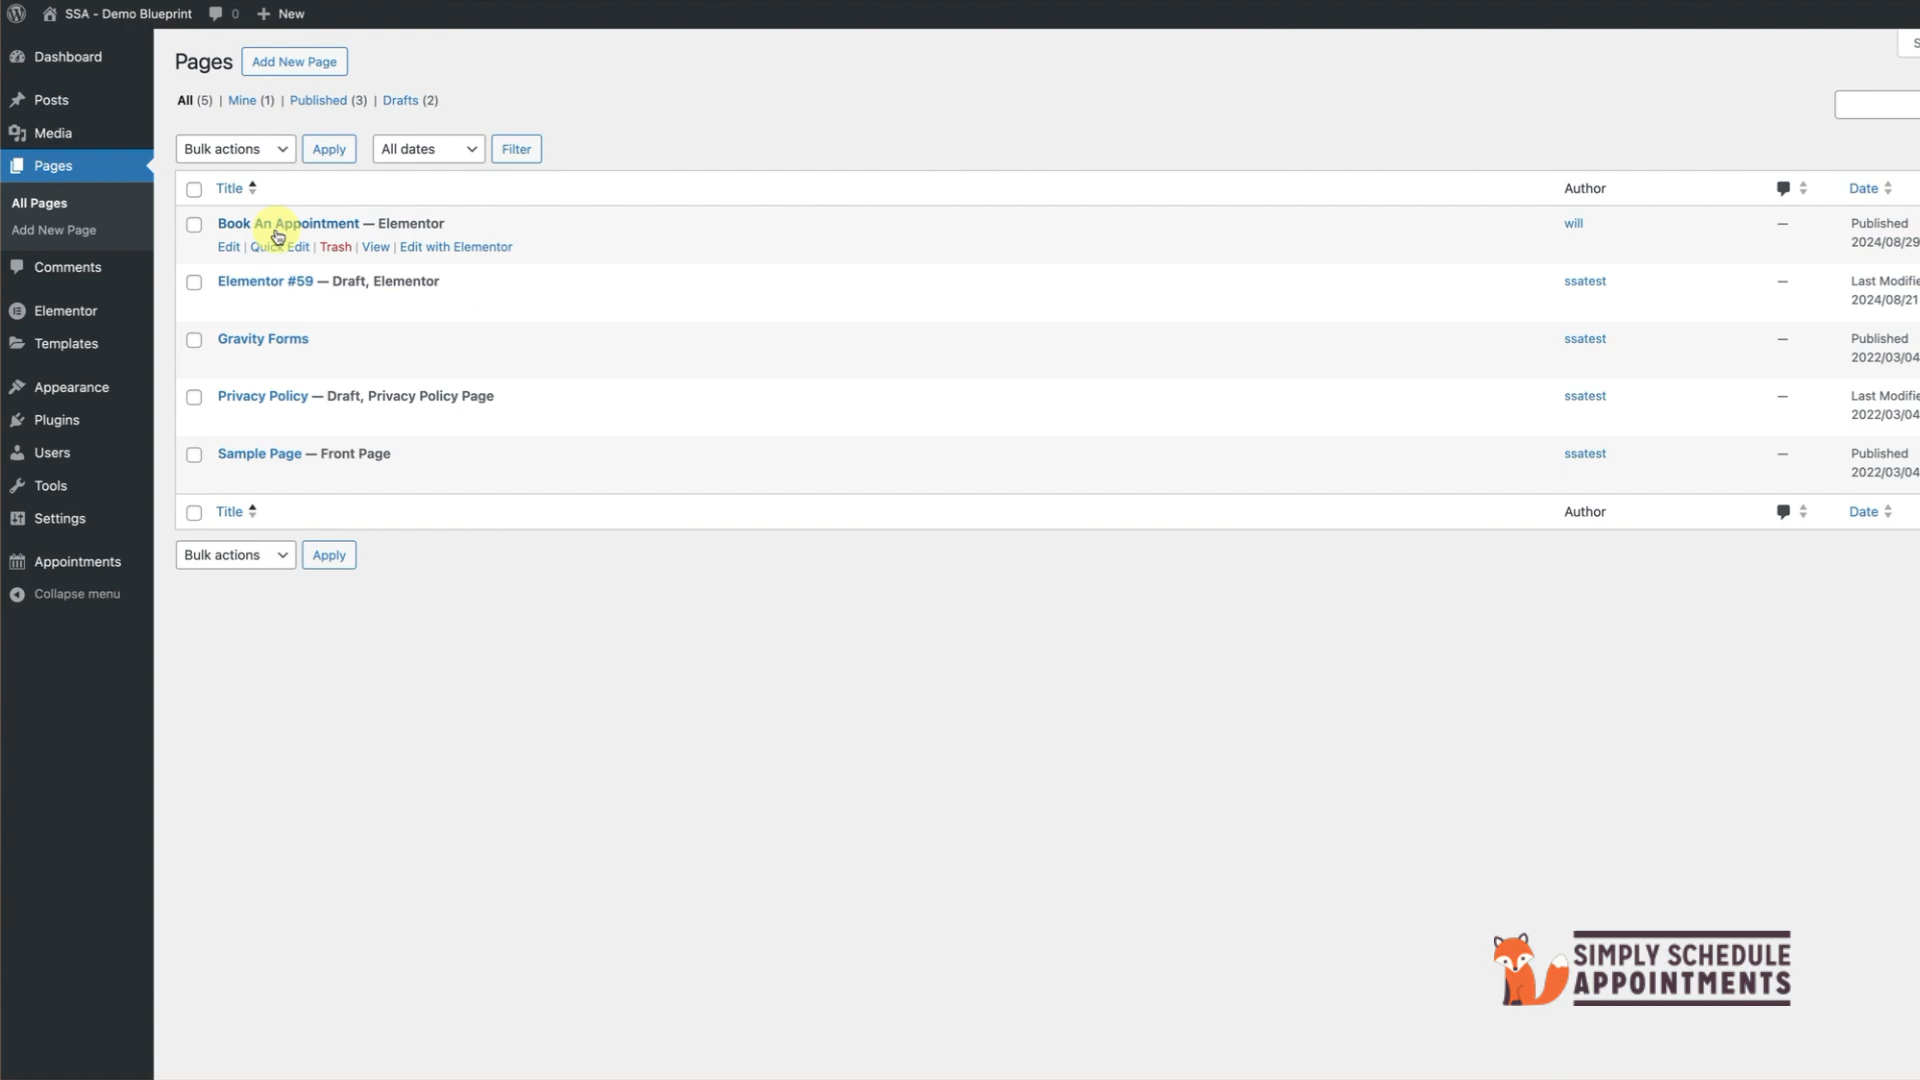 SSA - Demo Blueprint 0 New
Dashboard
Posts
Media
Pages
All Pages
Add New Page
Comments
Elementor
Templates
Appearance
Plugins
Users
Tools
Settings
Appointments
Collapse menu
Pages Add New Page
All (5) | Mine (1) | Published (3) | Drafts (2)
Bulk actions Apply All dates Filter
Title Author Date
Book An Appointment — Elementor will — Published
Edit | Quick Edit | Trash | View | Edit with Elementor 2024/08/29
Elementor #59 — Draft, Elementor ssatest — Last Modifie
2024/08/21
Gravity Forms ssatest — Published
2022/03/04
Privacy Policy — Draft, Privacy Policy Page ssatest — Last Modifie
2022/03/04
Sample Page — Front Page ssatest — Published
2022/03/04
Title Author Date
Bulk actions Apply
SIMPLY SCHEDULE
APPOINTMENTS